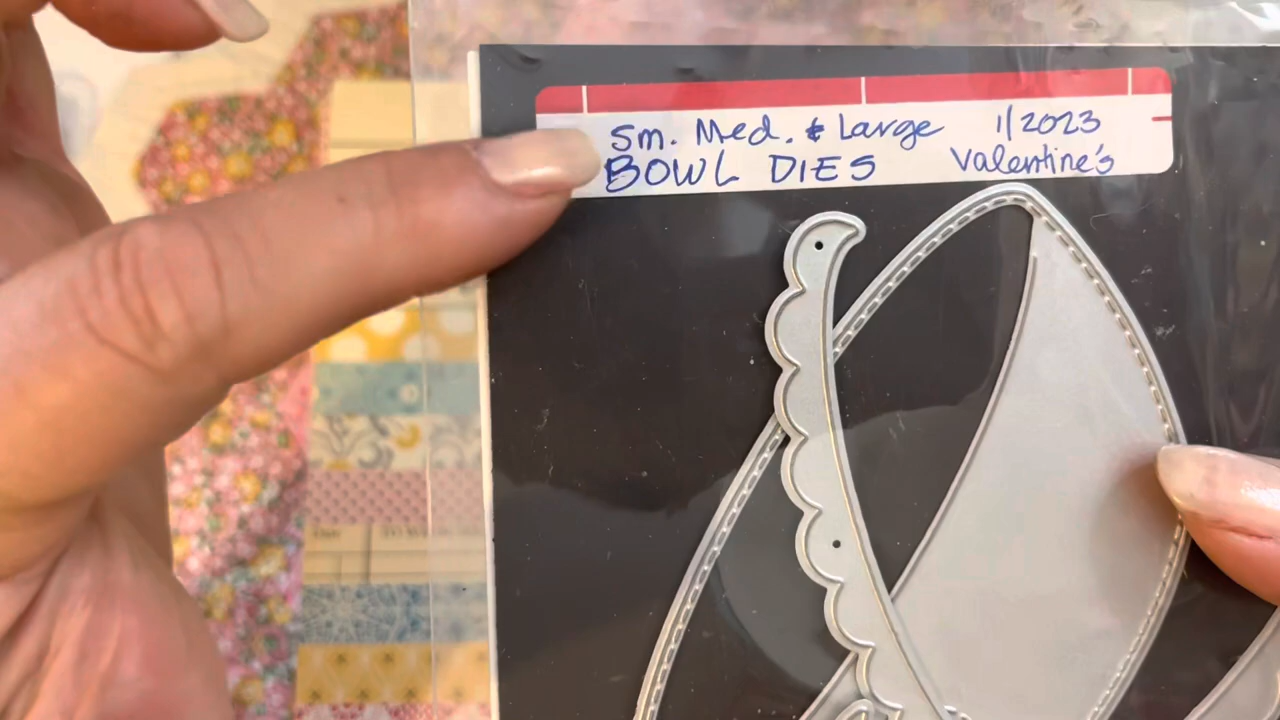 Sm. Med. & Large 1/2023
BOWL DIES Valentine's